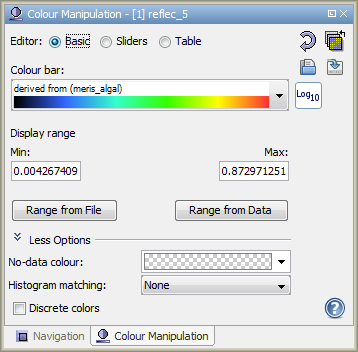 Colour Manipulation - [1] reflec_5
Editor: Basic Sliders Table
Colour bar:
derived from (meris_algal)
Log10
Display range
Min: Max:
0.004267409 0.872971251
Range from File Range from Data
Less Options
No-data colour:
Histogram matching: None
Discrete colors
?
Navigation Colour Manipulation